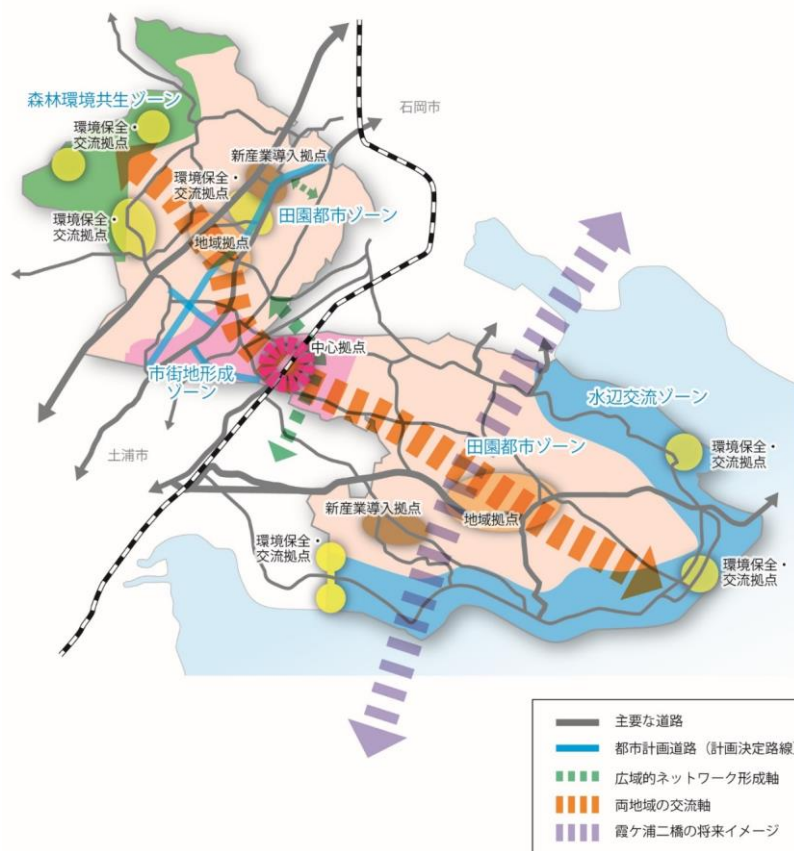 石岡市
森林環境共生ゾーン
環境保全・
交流拠点
新産業導入拠点
環境保全・
交流拠点
環境保全・
交流拠点
田園都市ゾーン
地域拠点
中心拠点
市街地形成
ゾーン
水辺交流ゾーン
土浦市
田園都市ゾーン
環境保全・
交流拠点
新産業導入拠点
地域拠点
環境保全・
交流拠点
環境保全・
交流拠点
主要な道路
都市計画道路（計画決定路線）
広域的ネットワーク形成軸
両地域の交流軸
霞ケ浦二橋の将来イメージ